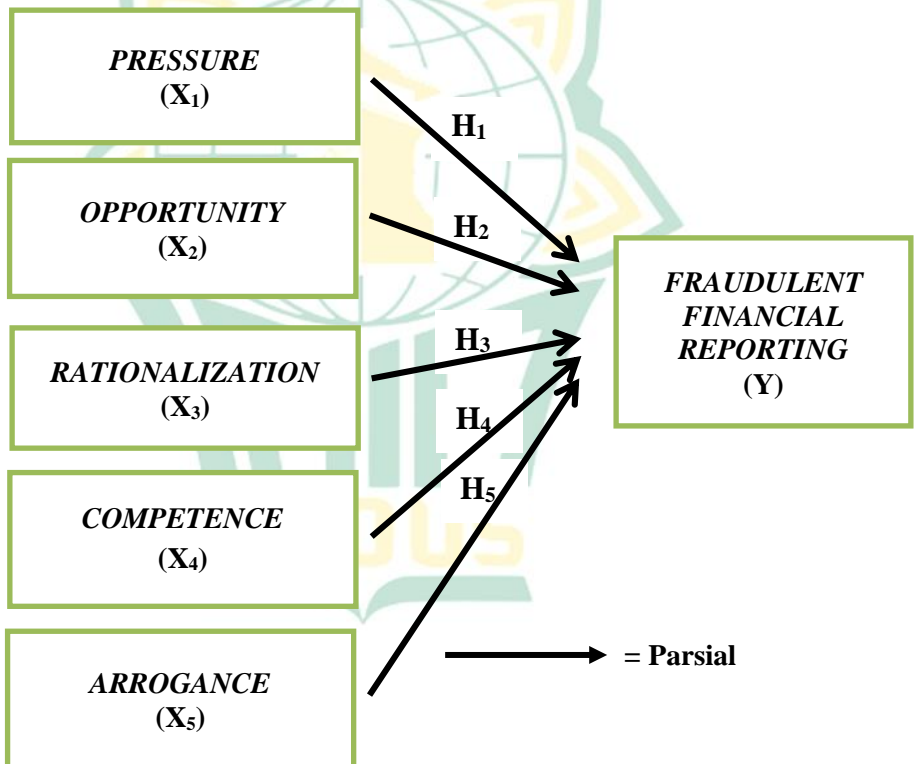 PRESSURE
(X₁)
H₁
OPPORTUNITY
(X₂)
H₂
FRAUDULENT
FINANCIAL
REPORTING
(Y)
RATIONALIZATION
(X₃)
H₃
H₄
COMPETENCE
(X₄)
H₅
ARROGANCE
(X₅)
= Parsial